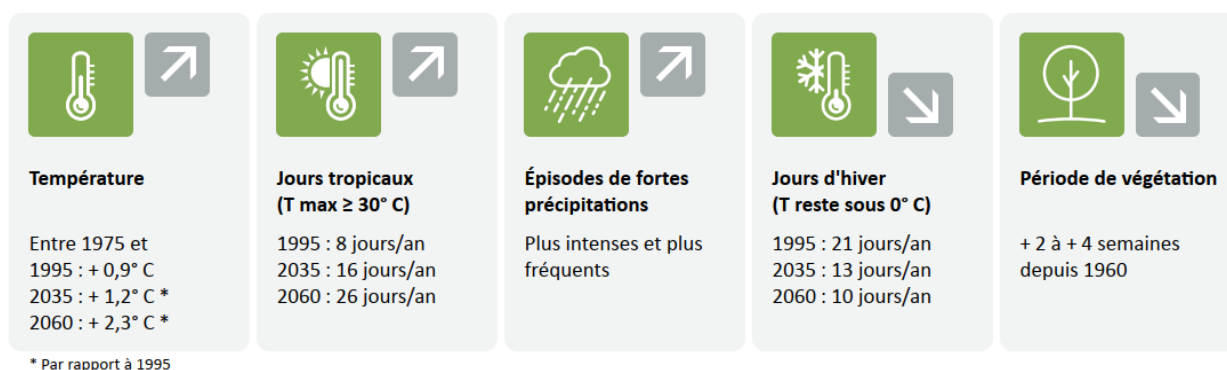 Température
Entre 1975 et
1995 : + 0,9° C
2035 : + 1,2° C *
2060 : + 2,3° C *
* Par rapport à 1995
Jours tropicaux
(T max ≥ 30° C)
1995 : 8 jours/an
2035 : 16 jours/an
2060 : 26 jours/an
Épisodes de fortes
précipitations
Plus intenses et plus
fréquents
Jours d'hiver
(T reste sous 0° C)
1995 : 21 jours/an
2035 : 13 jours/an
2060 : 10 jours/an
Période de végétation
+ 2 à + 4 semaines
depuis 1960